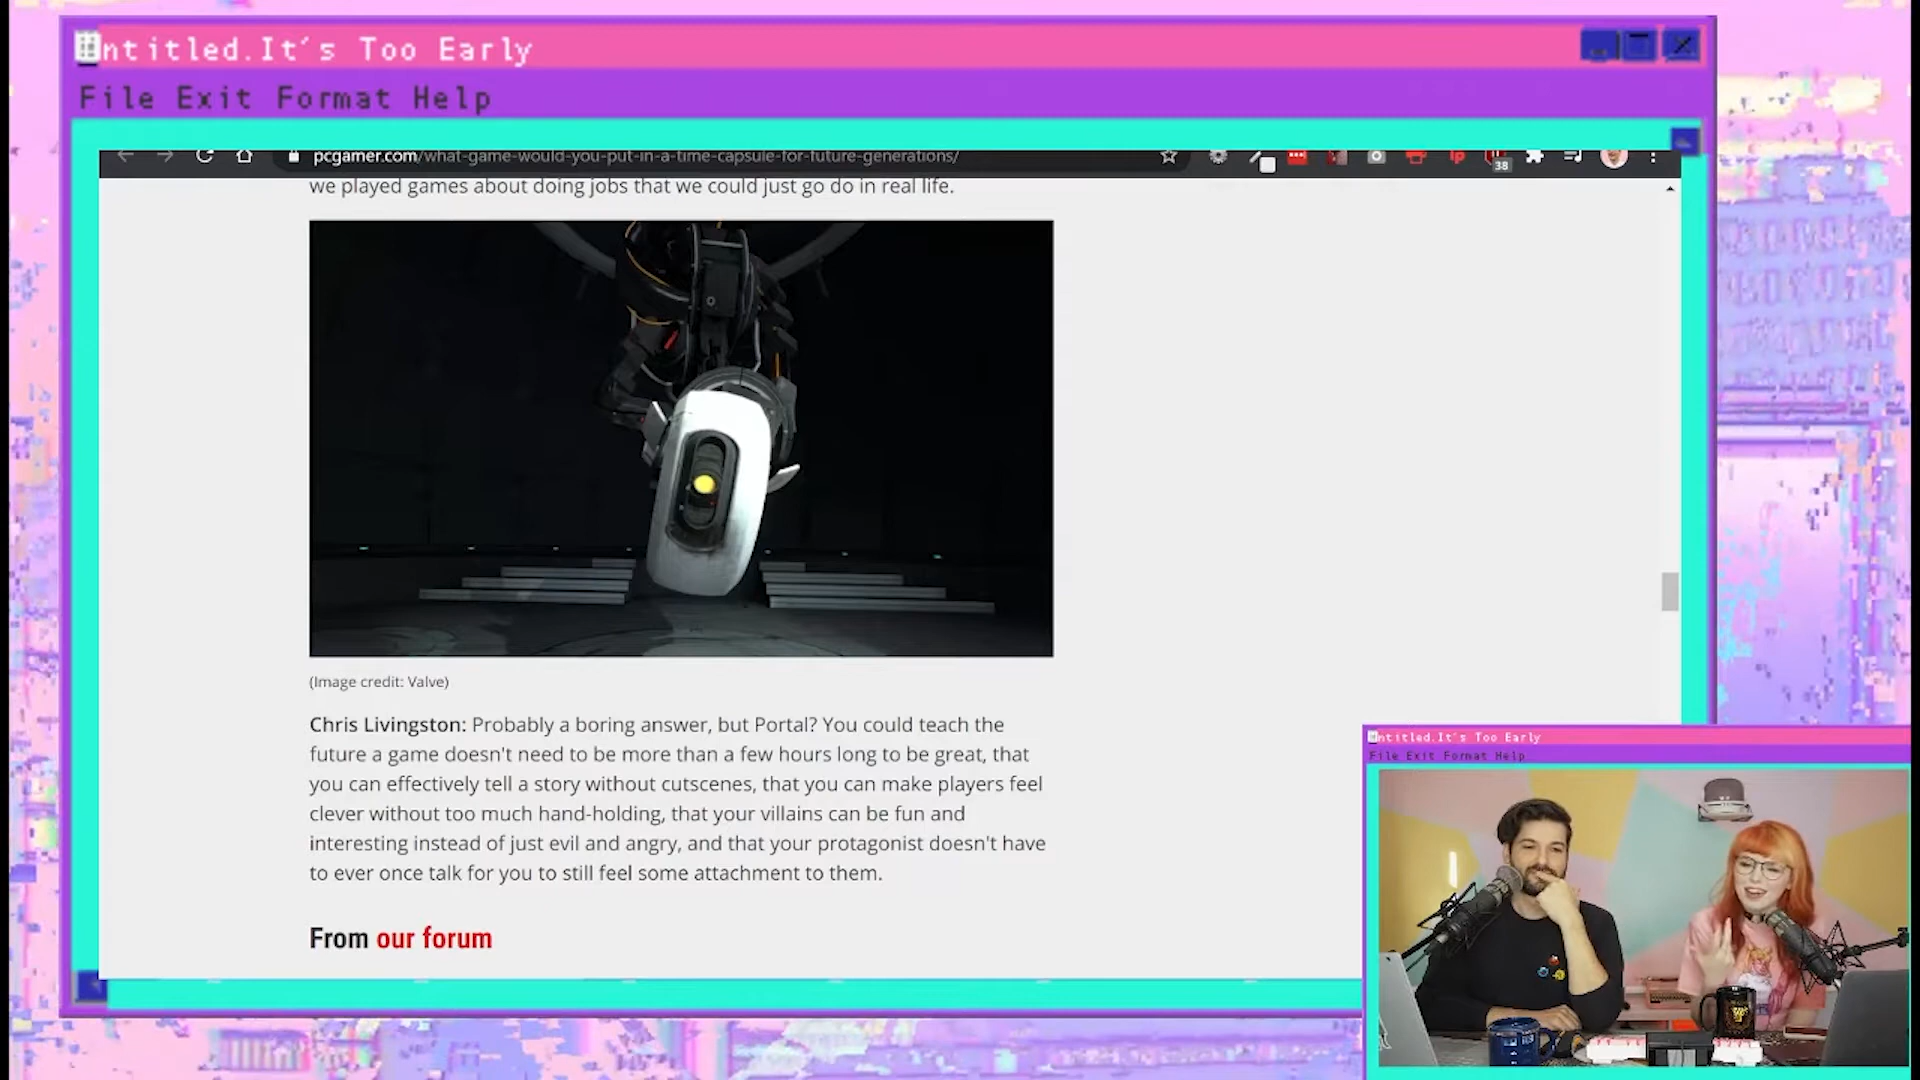 ntitled.It's Too Early
File Exit Format Help
pcgamer.com/what-game-would-you-put-in-a-time-capsule-for-future-generations/
38
we played games about doing jobs that we could just go do in real life.
(Image credit: Valve)
Chris Livingston: Probably a boring answer, but Portal? You could teach the
future a game doesn't need to be more than a few hours long to be great, that
you can effectively tell a story without cutscenes, that you can make players feel
clever without too much hand-holding, that your villains can be fun and
interesting instead of just evil and angry, and that your protagonist doesn't have
to ever once talk for you to still feel some attachment to them.
From our forum
ntitled.It's Too Early
File Exit Format Help